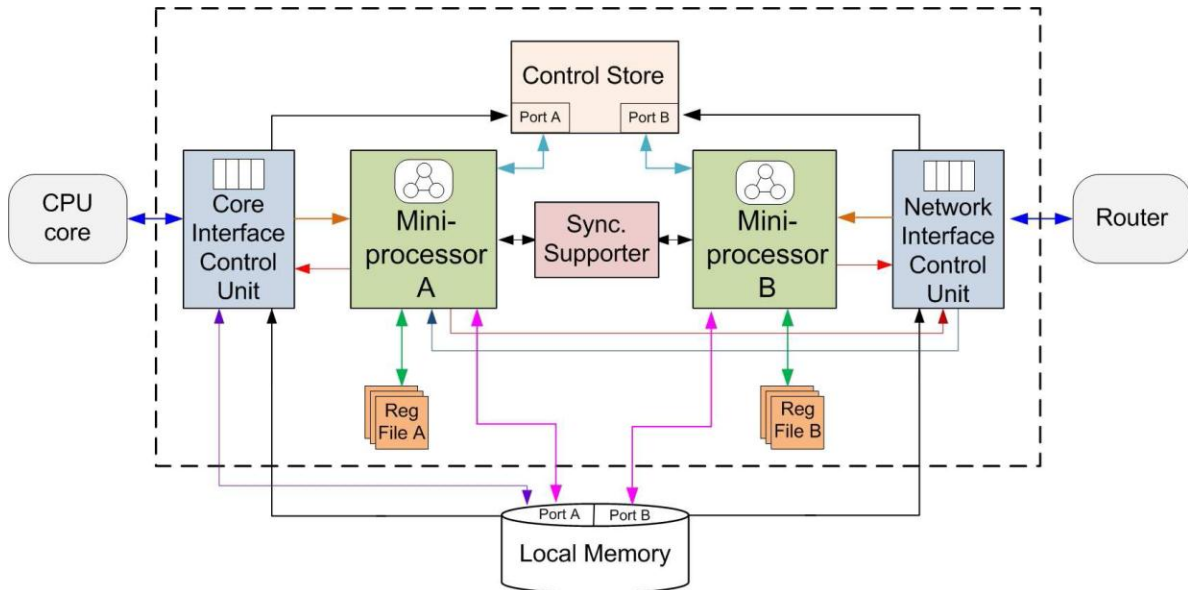 Control Store
Port A
Port B
CPU
core
Core
Interface
Control
Unit
Mini-
processor
A
Sync.
Supporter
Mini-
processor
B
Network
Interface
Control
Unit
Router
Reg
File A
Reg
File B
Port A
Port B
Local Memory